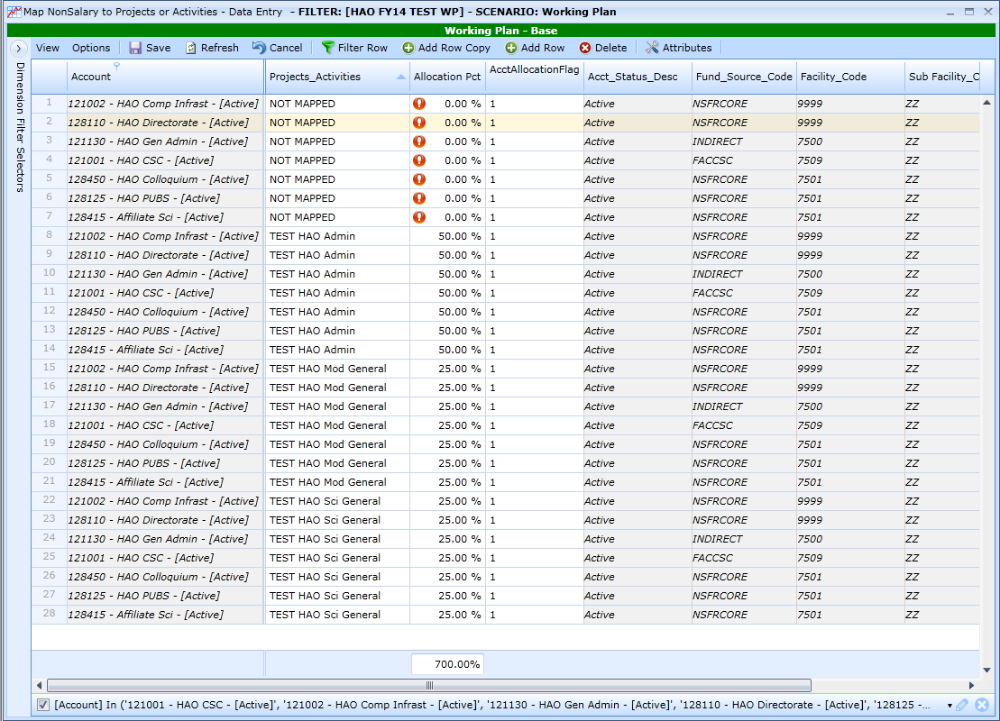 Map NonSalary to Projects or Activities - Data Entry - FILTER: [HAO FY14 TEST WP] - SCENARIO: Working Plan
Working Plan - Base
View Options Save Refresh Cancel Filter Row Add Row Copy Add Row Delete Attributes
Dimension Filter Selectors
Account Projects_Activities Allocation Pct AcctAllocationFlag Acct_Status_Desc Fund_Source_Code Facility_Code Sub Facility_C
1 121002 - HAO Comp Infrast - [Active] NOT MAPPED 0.00 % 1 Active NSFRCORE 9999 ZZ
2 128110 - HAO Directorate - [Active] NOT MAPPED 0.00 % 1 Active NSFRCORE 9999 ZZ
3 121130 - HAO Gen Admin - [Active] NOT MAPPED 0.00 % 1 Active INDIRECT 7500 ZZ
4 121001 - HAO CSC - [Active] NOT MAPPED 0.00 % 1 Active FACCSC 7509 ZZ
5 128450 - HAO Colloquium - [Active] NOT MAPPED 0.00 % 1 Active NSFRCORE 7501 ZZ
6 128125 - HAO PUBS - [Active] NOT MAPPED 0.00 % 1 Active NSFRCORE 7501 ZZ
7 128415 - Affiliate Sci - [Active] NOT MAPPED 0.00 % 1 Active NSFRCORE 7501 ZZ
8 121002 - HAO Comp Infrast - [Active] TEST HAO Admin 50.00 % 1 Active NSFRCORE 9999 ZZ
9 128110 - HAO Directorate - [Active] TEST HAO Admin 50.00 % 1 Active NSFRCORE 9999 ZZ
10 121130 - HAO Gen Admin - [Active] TEST HAO Admin 50.00 % 1 Active INDIRECT 7500 ZZ
11 121001 - HAO CSC - [Active] TEST HAO Admin 50.00 % 1 Active FACCSC 7509 ZZ
12 128450 - HAO Colloquium - [Active] TEST HAO Admin 50.00 % 1 Active NSFRCORE 7501 ZZ
13 128125 - HAO PUBS - [Active] TEST HAO Admin 50.00 % 1 Active NSFRCORE 7501 ZZ
14 128415 - Affiliate Sci - [Active] TEST HAO Admin 50.00 % 1 Active NSFRCORE 7501 ZZ
15 121002 - HAO Comp Infrast - [Active] TEST HAO Mod General 25.00 % 1 Active NSFRCORE 9999 ZZ
16 128110 - HAO Directorate - [Active] TEST HAO Mod General 25.00 % 1 Active NSFRCORE 9999 ZZ
17 121130 - HAO Gen Admin - [Active] TEST HAO Mod General 25.00 % 1 Active INDIRECT 7500 ZZ
18 121001 - HAO CSC - [Active] TEST HAO Mod General 25.00 % 1 Active FACCSC 7509 ZZ
19 128450 - HAO Colloquium - [Active] TEST HAO Mod General 25.00 % 1 Active NSFRCORE 7501 ZZ
20 128125 - HAO PUBS - [Active] TEST HAO Mod General 25.00 % 1 Active NSFRCORE 7501 ZZ
21 128415 - Affiliate Sci - [Active] TEST HAO Mod General 25.00 % 1 Active NSFRCORE 7501 ZZ
22 121002 - HAO Comp Infrast - [Active] TEST HAO Sci General 25.00 % 1 Active NSFRCORE 9999 ZZ
23 128110 - HAO Directorate - [Active] TEST HAO Sci General 25.00 % 1 Active NSFRCORE 9999 ZZ
24 121130 - HAO Gen Admin - [Active] TEST HAO Sci General 25.00 % 1 Active INDIRECT 7500 ZZ
25 121001 - HAO CSC - [Active] TEST HAO Sci General 25.00 % 1 Active FACCSC 7509 ZZ
26 128450 - HAO Colloquium - [Active] TEST HAO Sci General 25.00 % 1 Active NSFRCORE 7501 ZZ
27 128125 - HAO PUBS - [Active] TEST HAO Sci General 25.00 % 1 Active NSFRCORE 7501 ZZ
28 128415 - Affiliate Sci - [Active] TEST HAO Sci General 25.00 % 1 Active NSFRCORE 7501 ZZ
700.00%
[Account] In ('121001 - HAO CSC - [Active]', '121002 - HAO Comp Infrast - [Active]', '121130 - HAO Gen Admin - [Active]', '128110 - HAO Directorate - [Active]', '128125 -...